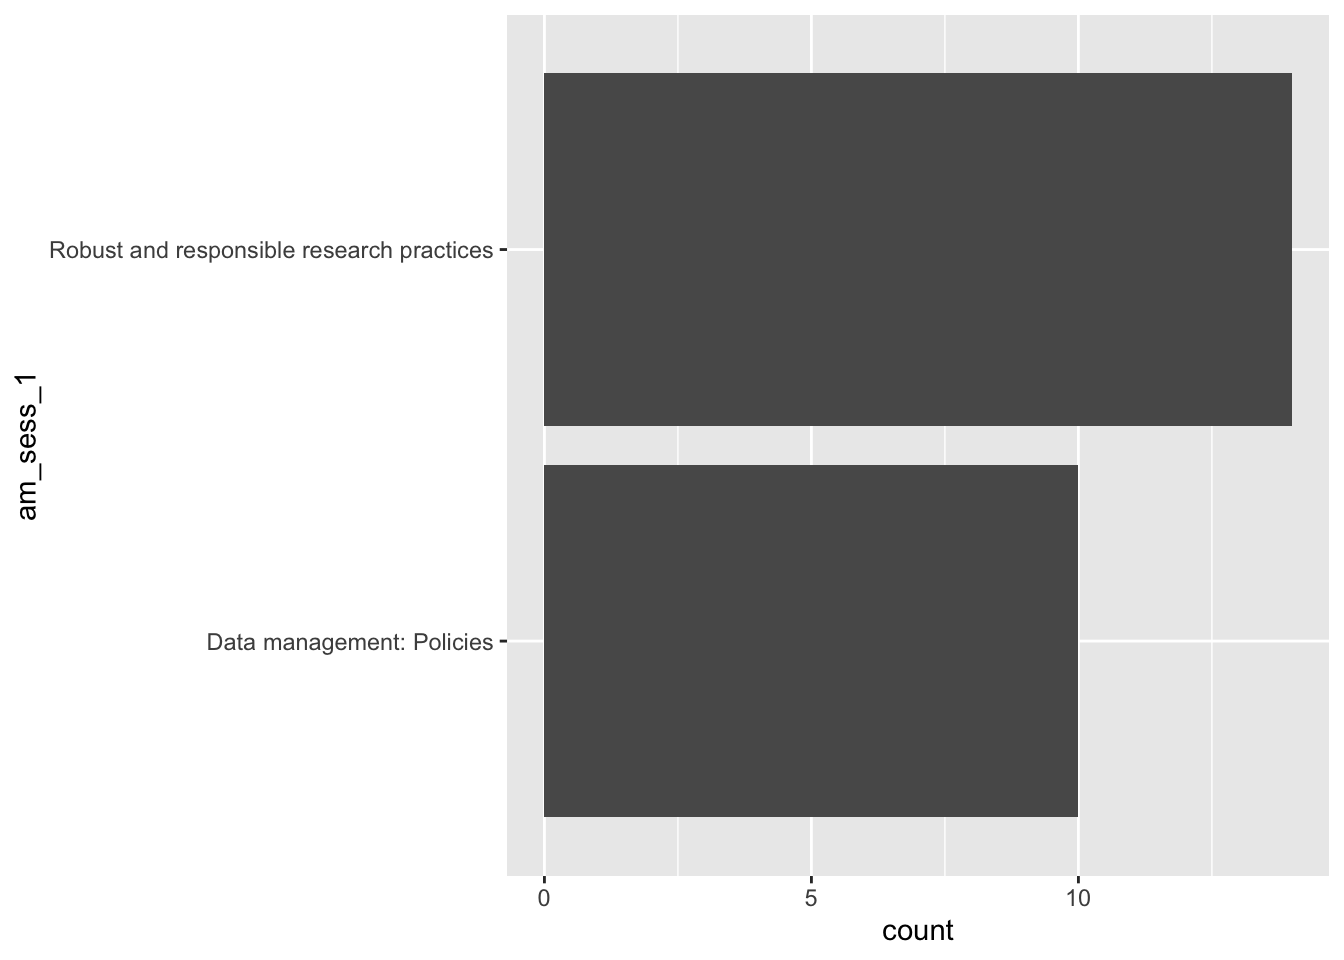 am_sess_1
Robust and responsible research practices
Data management: Policies
0 5 10
count